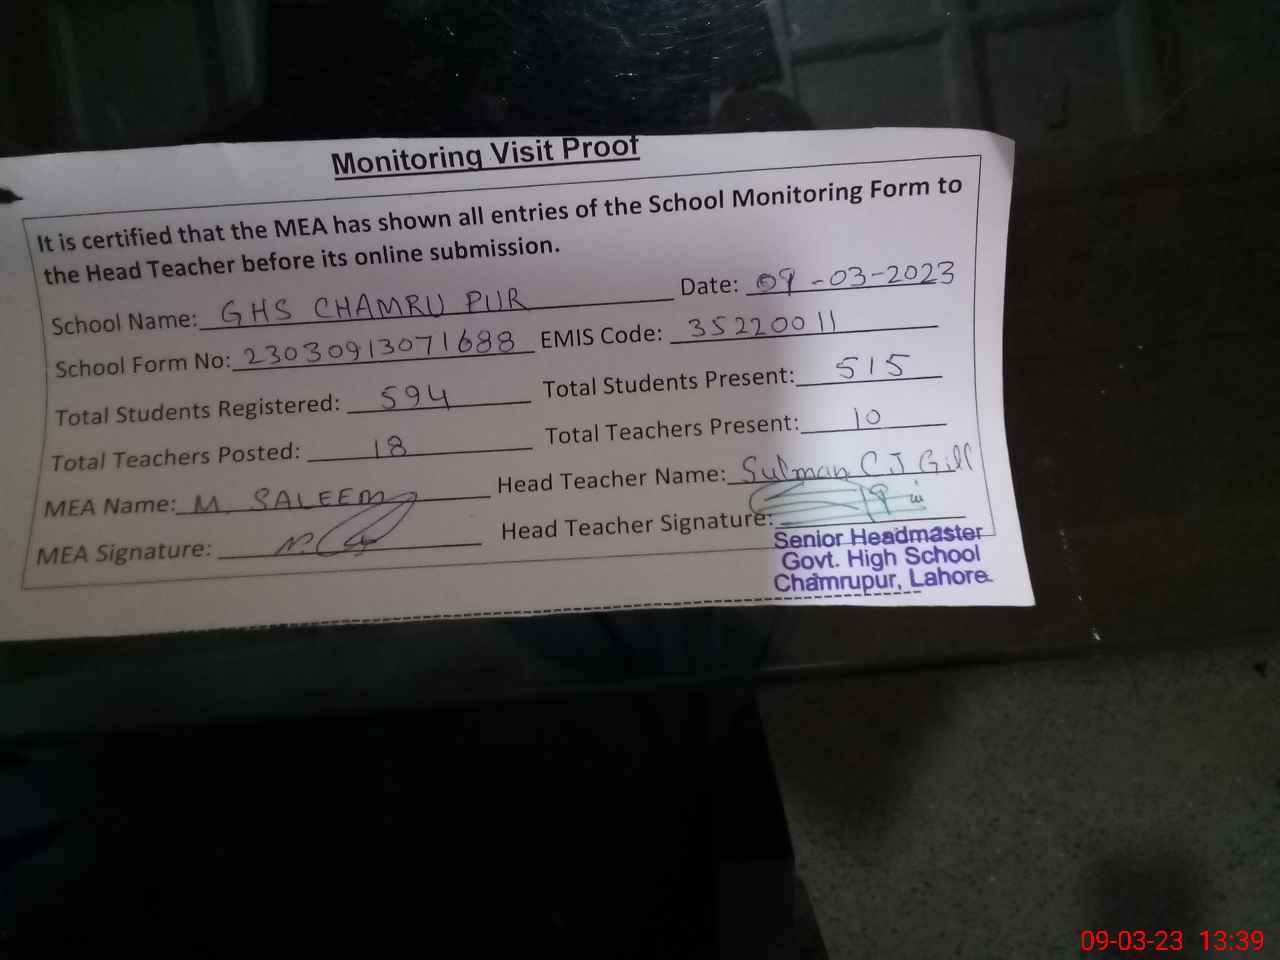 Monitoring Visit Proof
It is certified that the MEA has shown all entries of the School Monitoring Form to
the Head Teacher before its online submission.
School Name: GHS CHAMRU PUR Date: 09-03-2023
School Form No: 23030913071688 EMIS Code: 35220011
Total Students Registered: 594 Total Students Present: 515
Total Teachers Posted: 18 Total Teachers Present: 10
MEA Name: M. SALEEM Head Teacher Name: Sulman C J Gill
MEA Signature: Head Teacher Signature:
Senior Headmaster
Govt. High School
Chamrupur, Lahore.
09-03-23 13:39